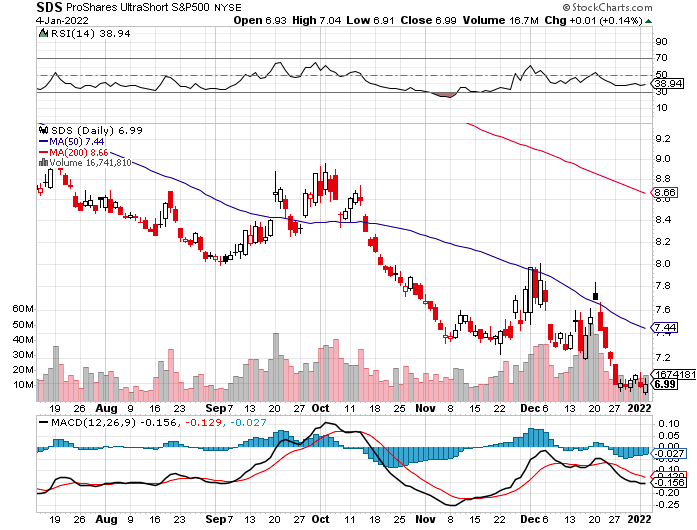 SDS ProShares UltraShort S&P500 NYSE © StockCharts.com
4-Jan-2022 Open 6.93 High 7.04 Low 6.91 Close 6.99 Volume 16.7M Chg +0.01 (+0.14%)
RSI(14) 38.94
90
70
50
38.94
30
10
SDS (Daily) 6.99
MA(50) 7.44
MA(200) 8.66
Volume 16,741,810
9.2
9.0
8.8
8.66
8.6
8.4
8.2
8.0
7.8
7.6
7.44
7.2
1674181
6.99
60M
50M
40M
30M
20M
10M
19 26 Aug 9 16 23 Sep 7 13 20 27 Oct 11 18 25 Nov 8 15 22 Dec 6 13 20 27 2022
MACD(12,26,9) -0.156, -0.129, -0.027
0.10
0.05
0.00
-0.027
-0.129
-0.156
-0.20
-0.25
19 26 Aug 9 16 23 Sep 7 13 20 27 Oct 11 18 25 Nov 8 15 22 Dec 6 13 20 27 2022